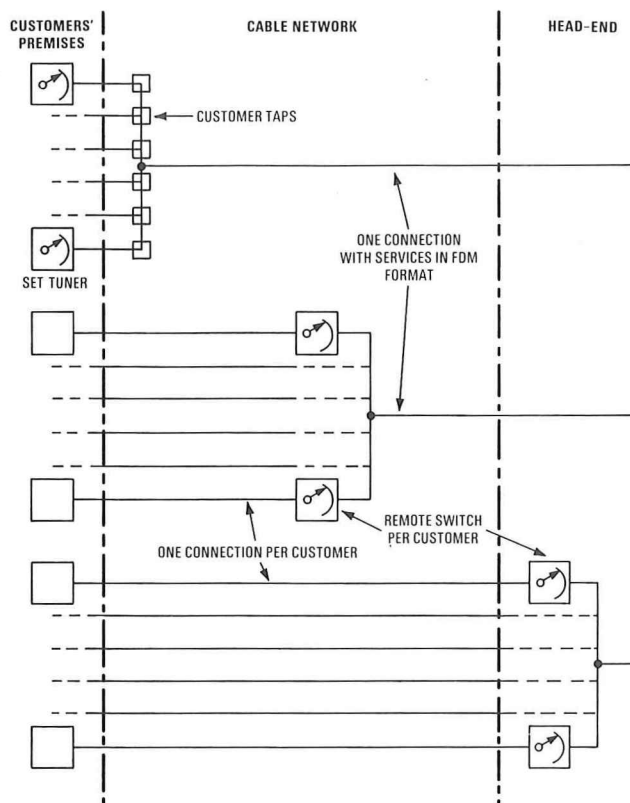 CUSTOMERS'
PREMISES
CABLE NETWORK
HEAD-END
CUSTOMER TAPS
SET TUNER
ONE CONNECTION
WITH SERVICES IN FDM
FORMAT
REMOTE SWITCH
PER CUSTOMER
ONE CONNECTION PER CUSTOMER